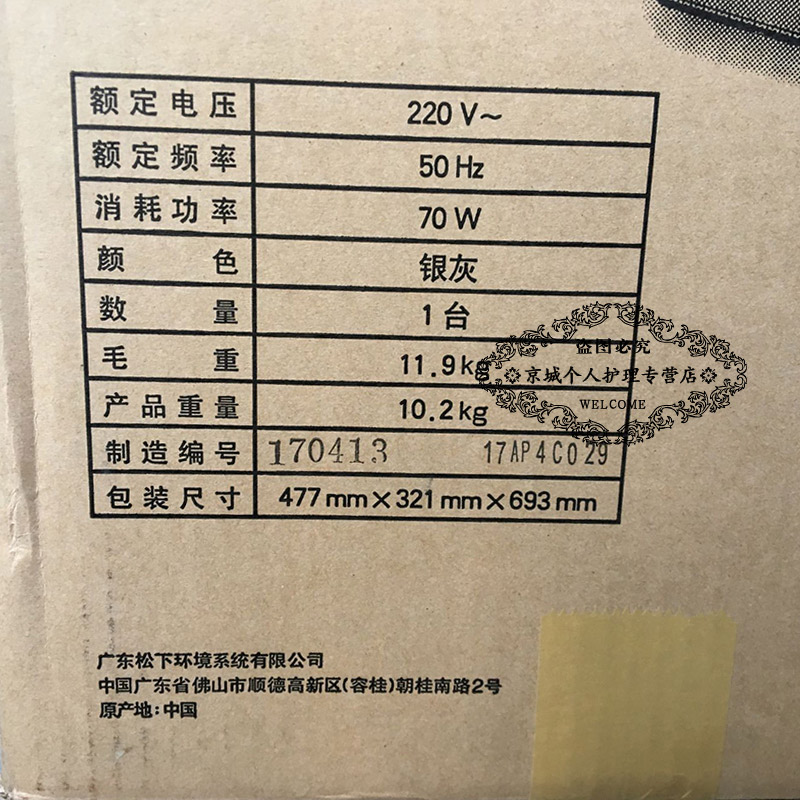 额定电压 220 V~
额定频率 50 Hz
消耗功率 70 W
颜色 银灰
数量 1台
毛重 11.9kg
产品重量 10.2kg
制造编号 170413 17AP4C029
包装尺寸 477 mm×321 mm×693 mm
盗图必究
京城个人护理专营店
WELCOME
广东松下环境系统有限公司
中国广东省佛山市顺德高新区(容桂)朝桂南路2号
原产地:中国